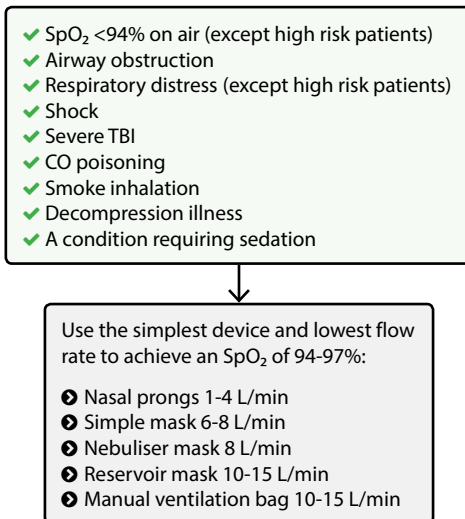 SpO₂ <94% on air (except high risk patients)
Airway obstruction
Respiratory distress (except high risk patients)
Shock
Severe TBI
CO poisoning
Smoke inhalation
Decompression illness
A condition requiring sedation
Use the simplest device and lowest flow
rate to achieve an SpO₂ of 94-97%:
Nasal prongs 1-4 L/min
Simple mask 6-8 L/min
Nebuliser mask 8 L/min
Reservoir mask 10-15 L/min
Manual ventilation bag 10-15 L/min